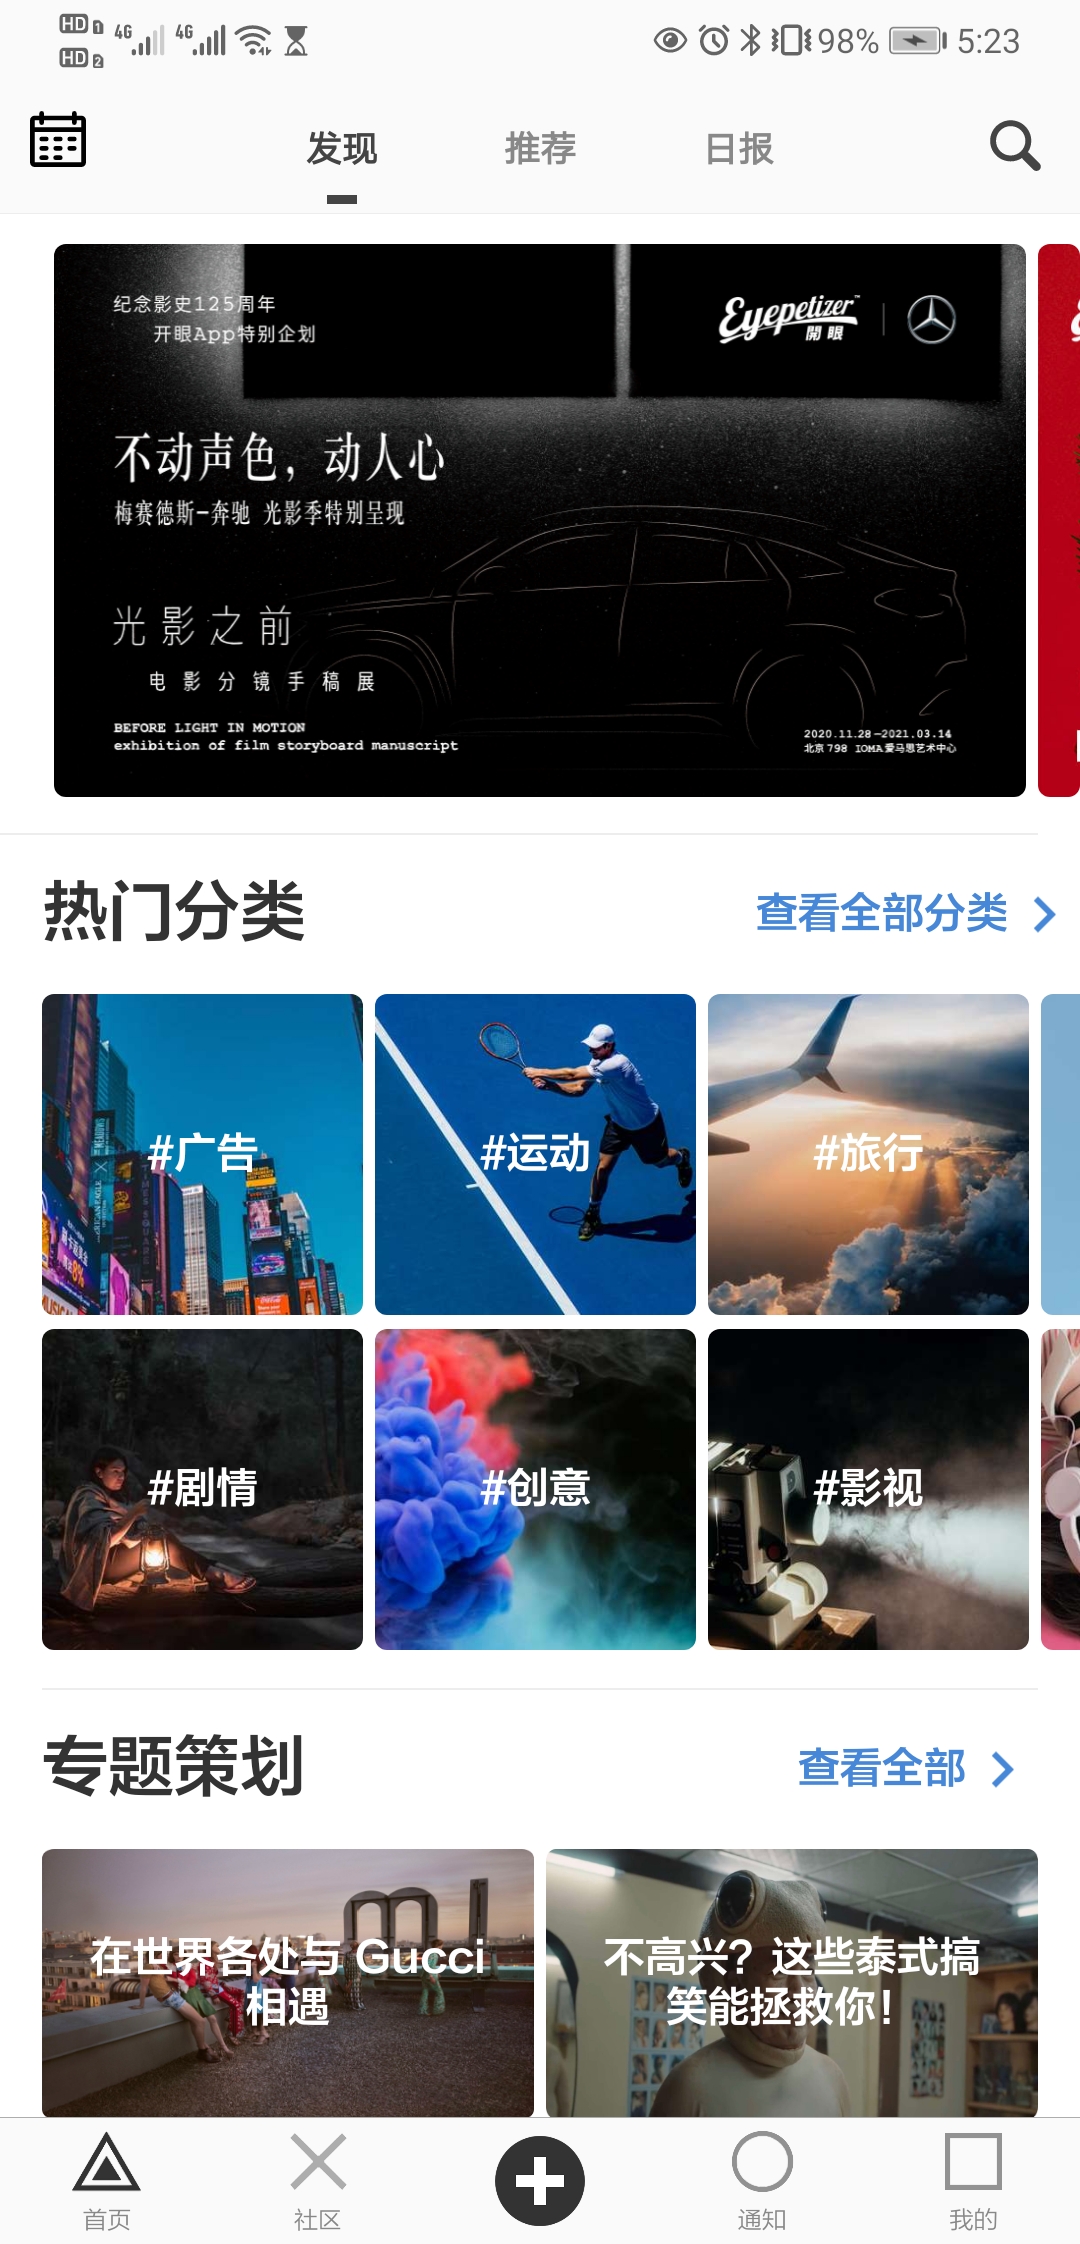 HD 1 4G 4G
HD 2
98% 5:23
发现 推荐 日报
纪念影史125周年
开眼App特别企划
Eyepetizer™
開眼
不动声色，动人心
梅赛德斯-奔驰 光影季特别呈现
光影之前
电影分镜手稿展
BEFORE LIGHT IN MOTION
exhibition of film storyboard manuscript
2020.11.28—2021.03.14
北京 798 IOMA爱马思艺术中心
热门分类 查看全部分类
#广告 #运动 #旅行
#剧情 #创意 #影视
专题策划 查看全部
在世界各处与 Gucci
相遇
不高兴？这些泰式搞
笑能拯救你！
首页 社区 通知 我的